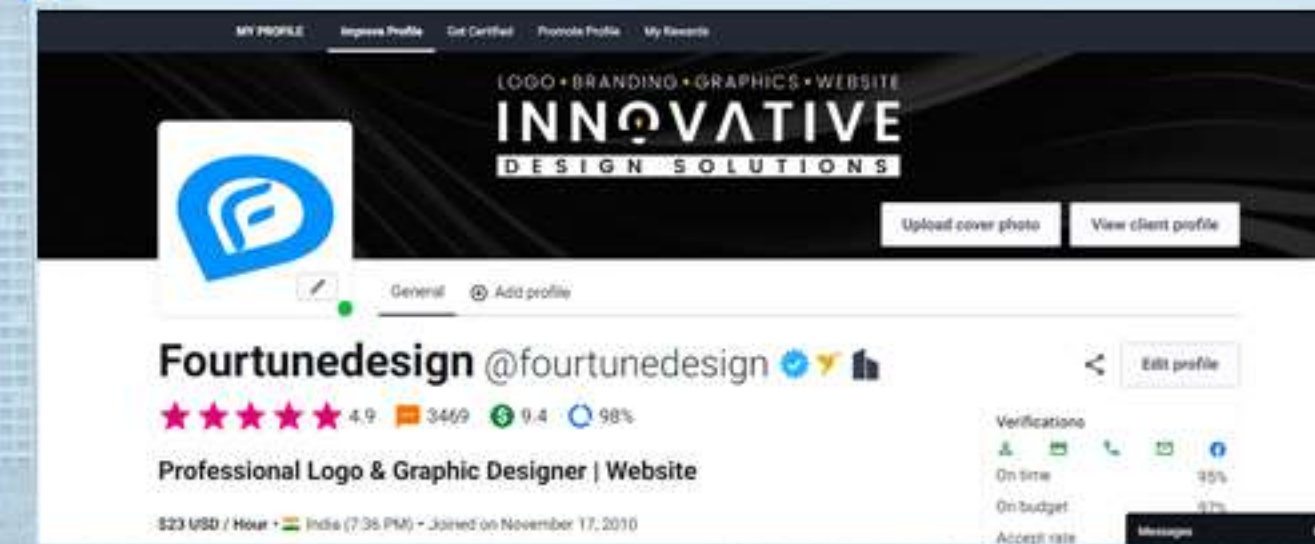 MY PROFILE Improve Profile Get Certified Promote Profile My Rewards
LOGO•BRANDING•GRAPHICS•WEBSITE
INNOVATIVE
DESIGN SOLUTIONS
Upload cover photo View client profile
General Add profile
Fourtunedesign @fourtunedesign
Edit profile
4.9 3469 9.4 98%
Verifications
Professional Logo & Graphic Designer | Website
On time 95%
On budget 97%
$23 USD / Hour • India (7:36 PM) • Joined on November 17, 2010
Accept rate
Messages